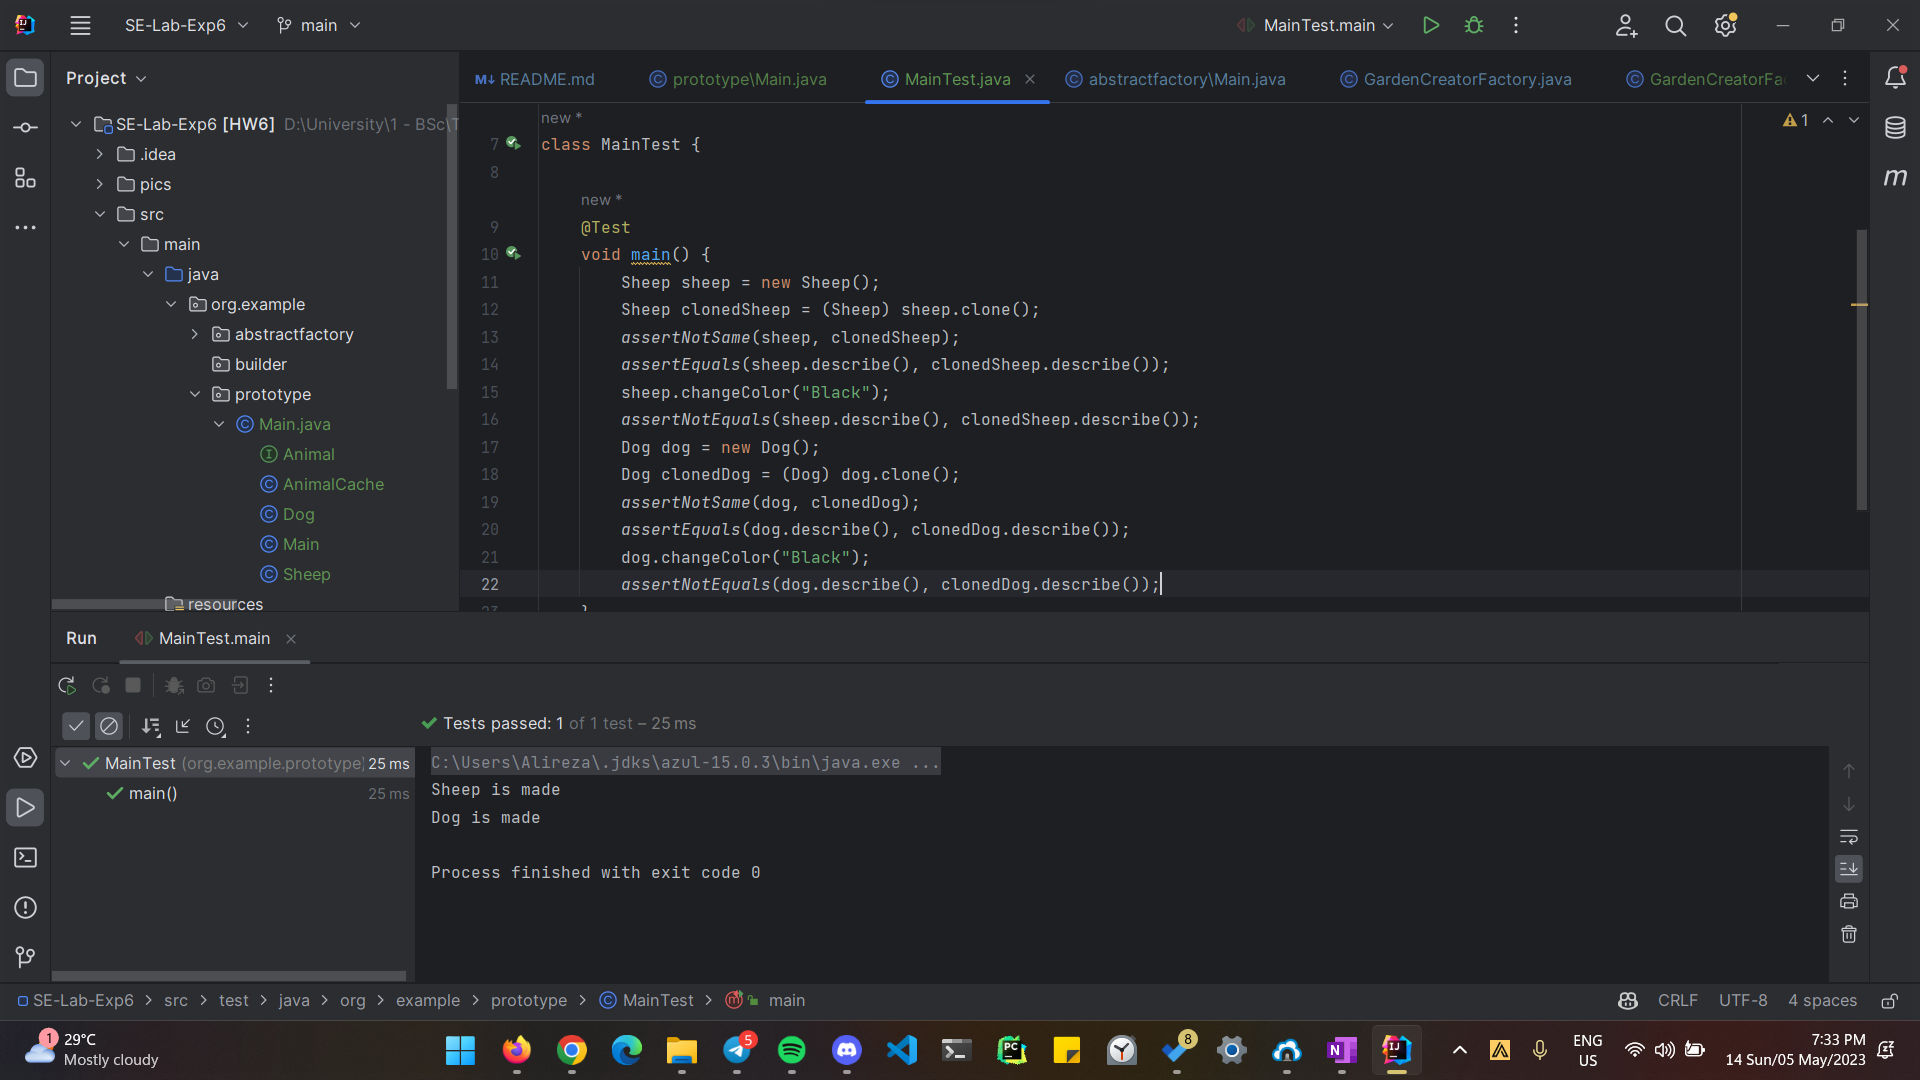 SE-Lab-Exp6
main
MainTest.main
Project
README.md
prototype\Main.java
MainTest.java
abstractfactory\Main.java
GardenCreatorFactory.java
GardenCreatorFa
SE-Lab-Exp6 [HW6] D:\University\1 - BSc\T
.idea
pics
src
main
java
org.example
abstractfactory
builder
prototype
Main.java
Animal
AnimalCache
Dog
Main
Sheep
resources
1
new *
7 class MainTest {
8
new *
9 @Test
10 void main() {
11 Sheep sheep = new Sheep();
12 Sheep clonedSheep = (Sheep) sheep.clone();
13 assertNotSame(sheep, clonedSheep);
14 assertEquals(sheep.describe(), clonedSheep.describe());
15 sheep.changeColor("Black");
16 assertNotEquals(sheep.describe(), clonedSheep.describe());
17 Dog dog = new Dog();
18 Dog clonedDog = (Dog) dog.clone();
19 assertNotSame(dog, clonedDog);
20 assertEquals(dog.describe(), clonedDog.describe());
21 dog.changeColor("Black");
22 assertNotEquals(dog.describe(), clonedDog.describe());
23 }
Run
MainTest.main
Tests passed: 1 of 1 test – 25 ms
MainTest (org.example.prototype) 25 ms
main() 25 ms
C:\Users\Alireza\.jdks\azul-15.0.3\bin\java.exe ...
Sheep is made
Dog is made
Process finished with exit code 0
SE-Lab-Exp6 > src > test > java > org > example > prototype > MainTest > main
CRLF
UTF-8
4 spaces
1
29°C
Mostly cloudy
5
8
ENG
US
7:33 PM
14 Sun/05 May/2023